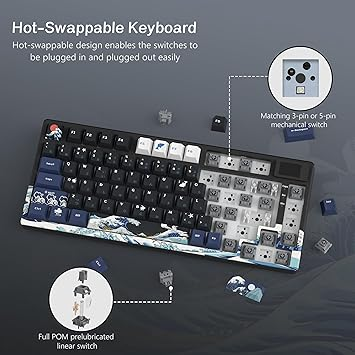 Hot-Swappable Keyboard
Hot-swappable design enables the switches
to be plugged in and plugged out easily
Matching 3-pin or 5-pin
mechanical switch
Full POM prelubricated
linear switch